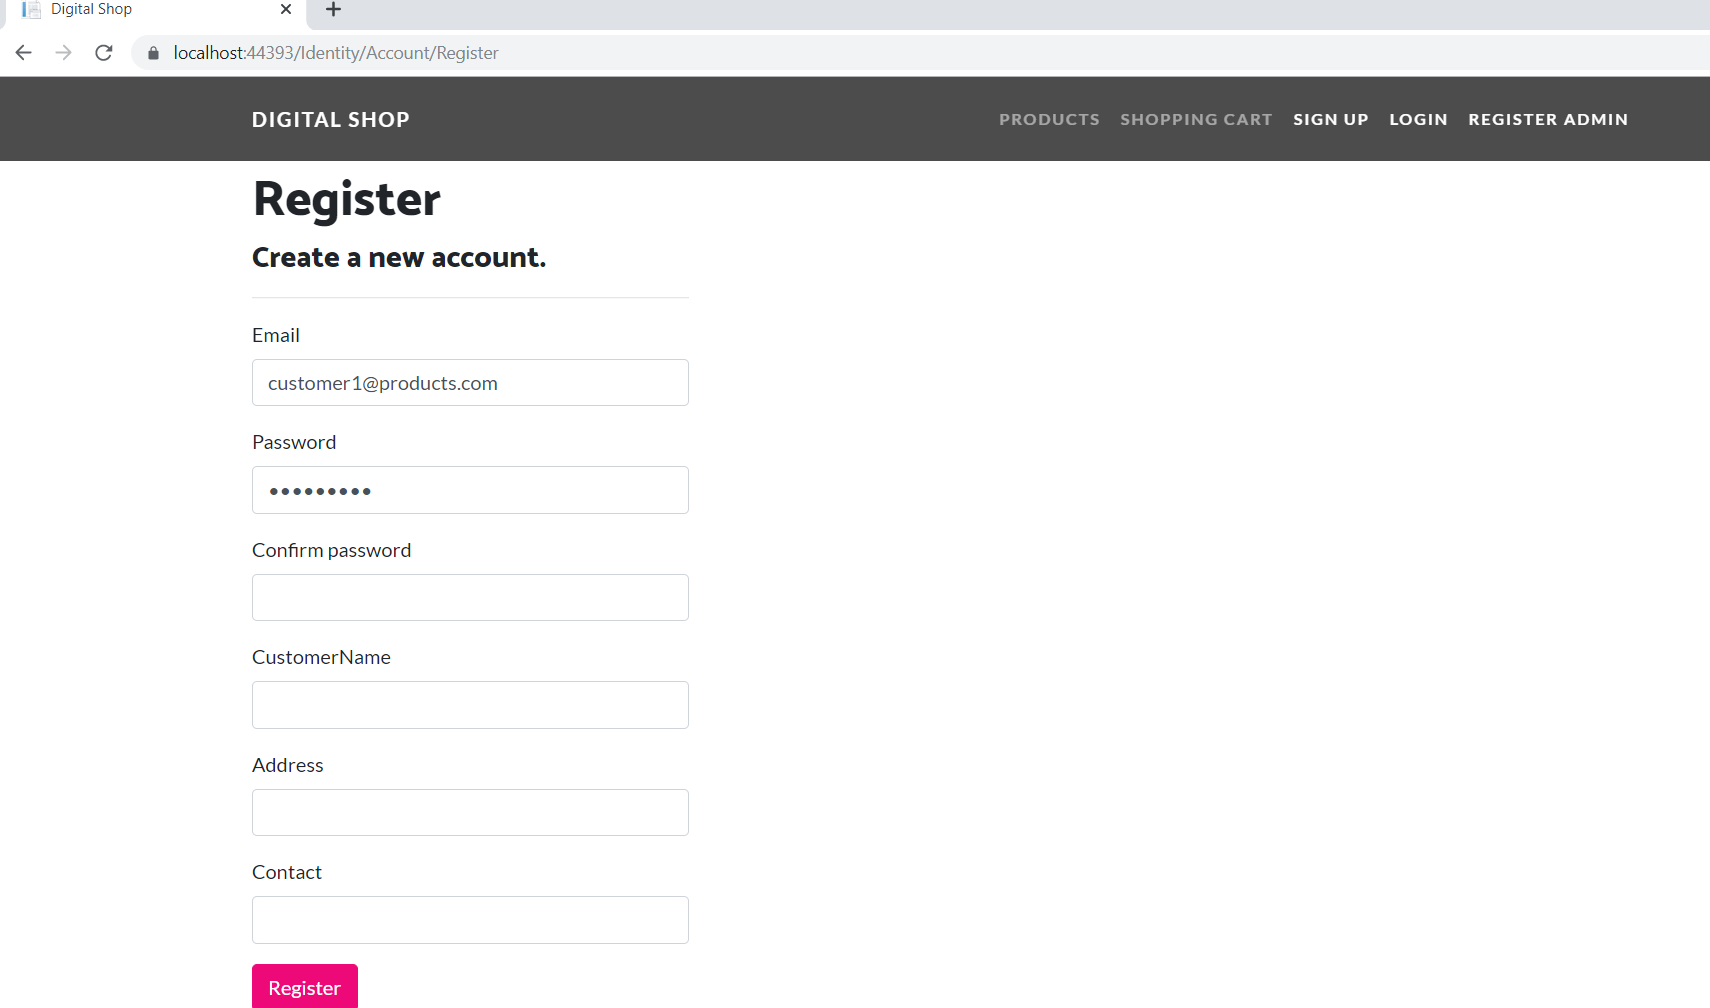 Digital Shop
localhost:44393/Identity/Account/Register
DIGITAL SHOP PRODUCTS SHOPPING CART SIGN UP LOGIN REGISTER ADMIN
Register
Create a new account.
Email
customer1@products.com
Password
•••••••••
Confirm password
CustomerName
Address
Contact
Register